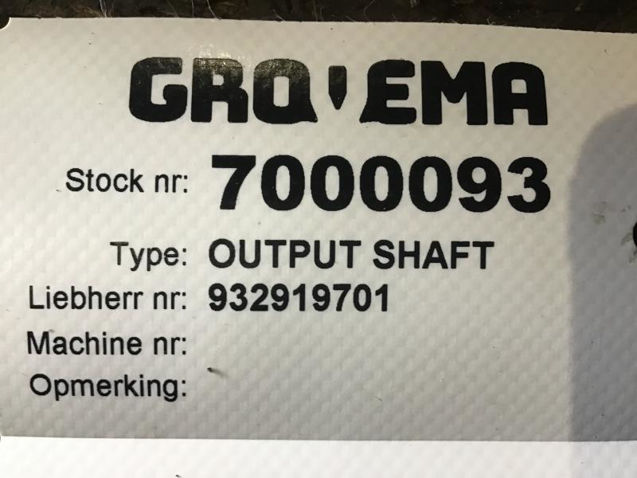 GROVEMA
Stock nr: 7000093
Type: OUTPUT SHAFT
Liebherr nr: 932919701
Machine nr:
Opmerking: